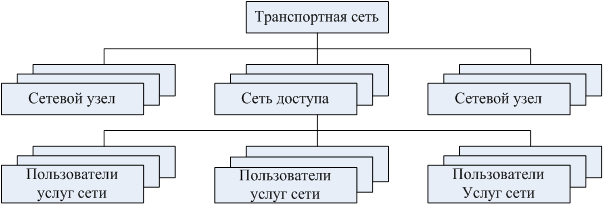 Транспортная сеть
Сетевой узел
Сеть доступа
Сетевой узел
Пользователи
услуг сети
Пользователи
услуг сети
Пользователи
Услуг сети